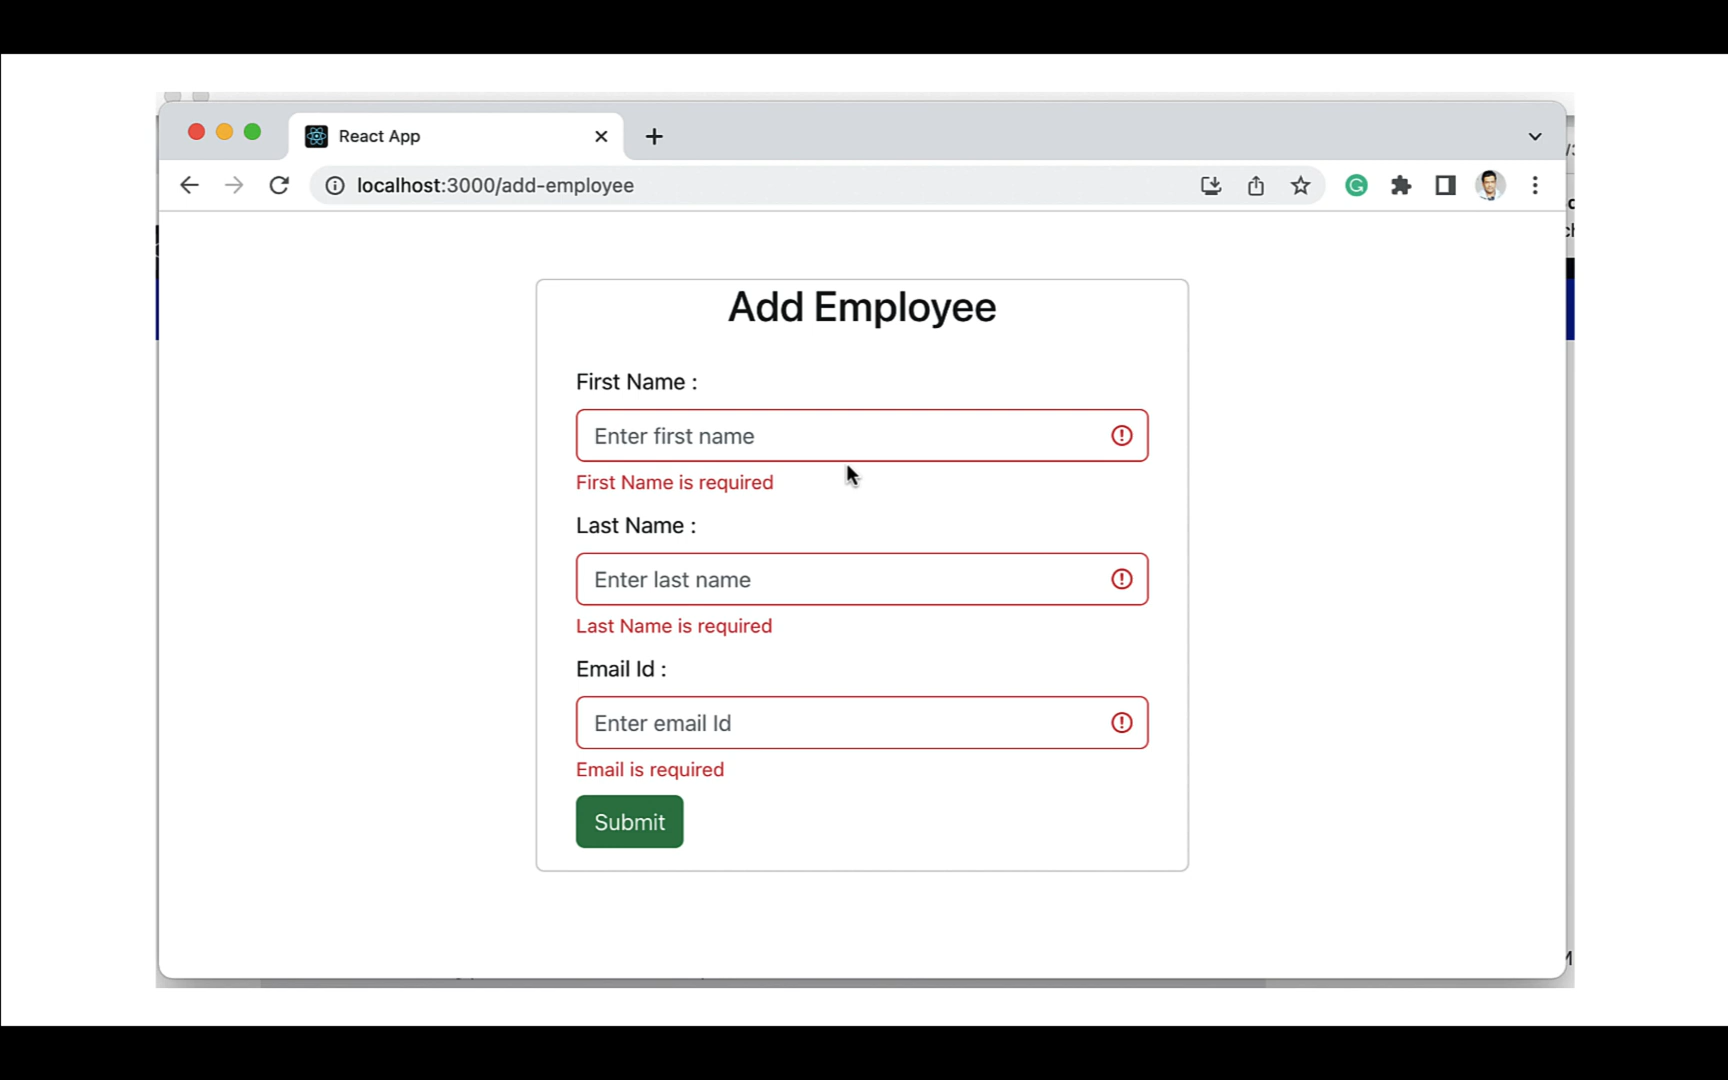 React App
localhost:3000/add-employee
Add Employee
First Name :
Enter first name
First Name is required
Last Name :
Enter last name
Last Name is required
Email Id :
Enter email Id
Email is required
Submit